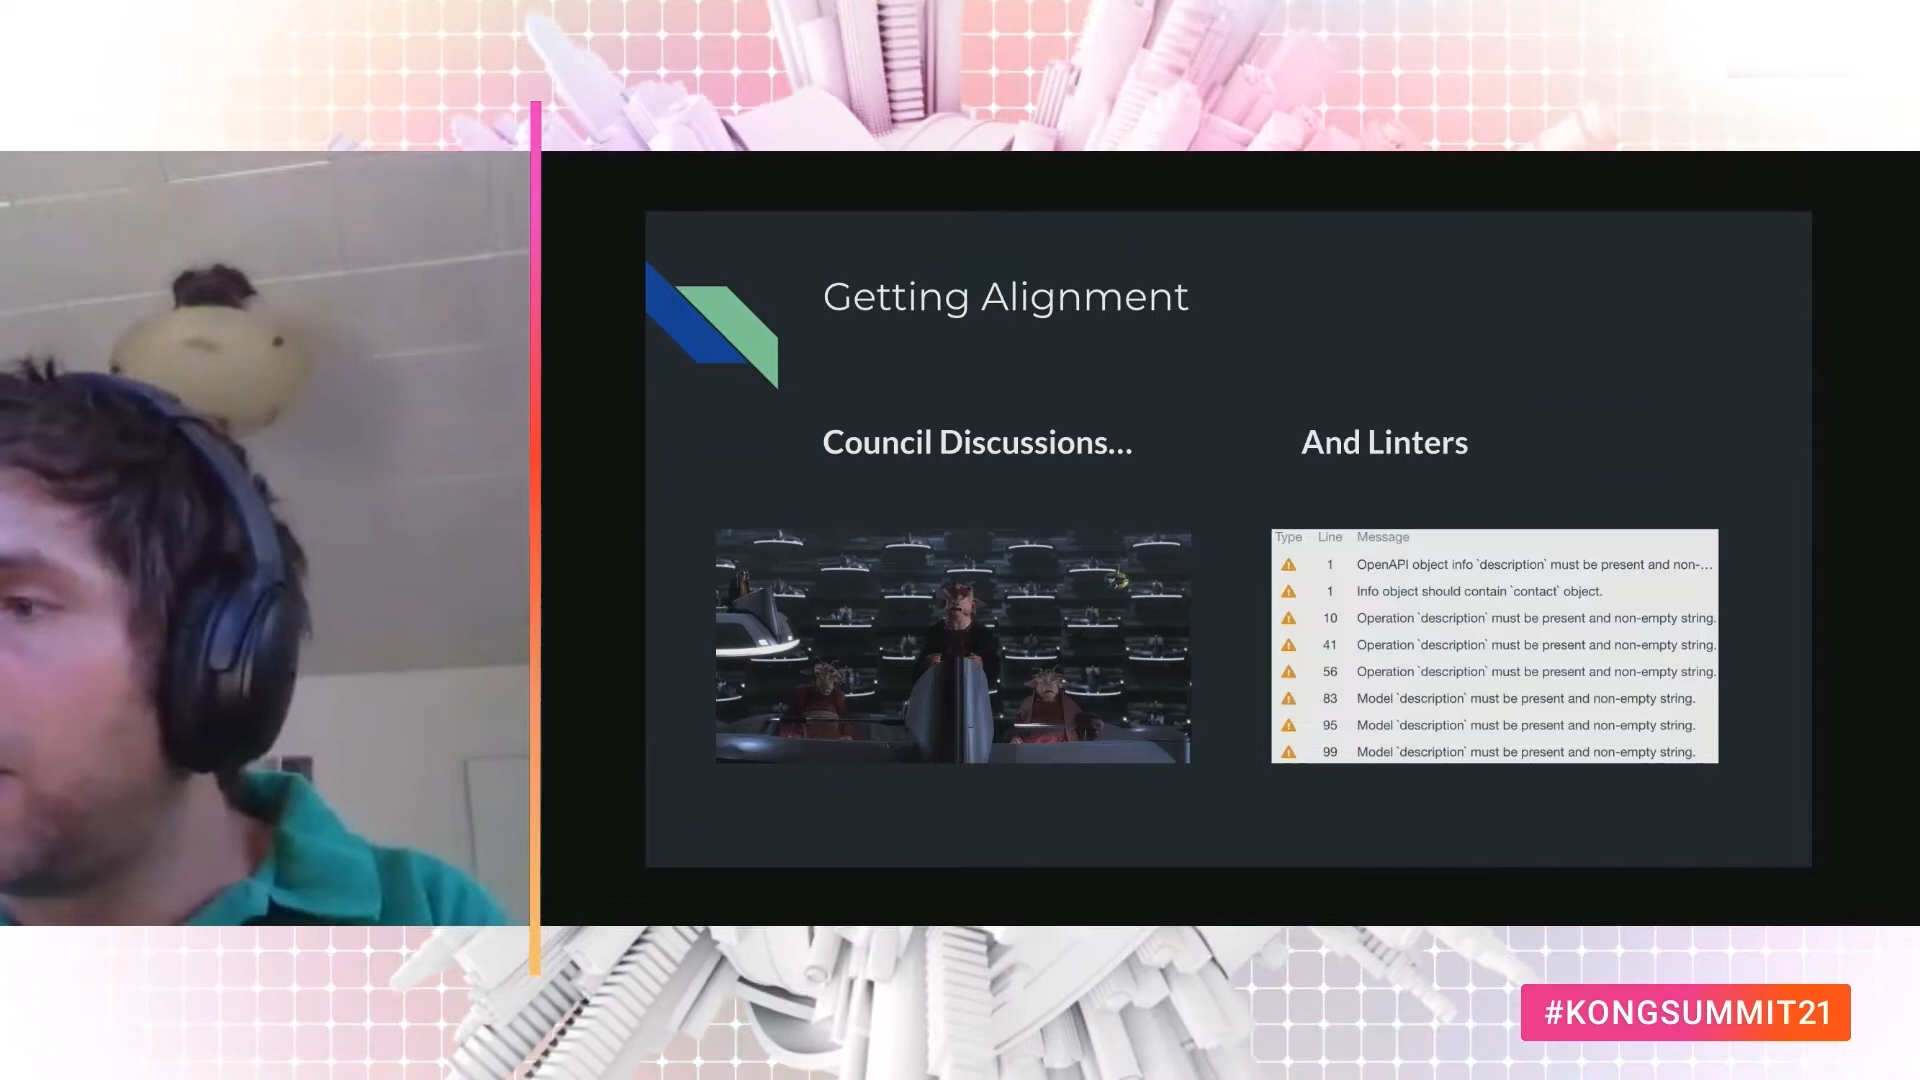 Getting Alignment
Council Discussions...
And Linters
Type Line Message
1 OpenAPI object info `description` must be present and non-...
1 Info object should contain `contact` object.
10 Operation `description` must be present and non-empty string.
41 Operation `description` must be present and non-empty string.
56 Operation `description` must be present and non-empty string.
83 Model `description` must be present and non-empty string.
95 Model `description` must be present and non-empty string.
99 Model `description` must be present and non-empty string.
#KONGSUMMIT21